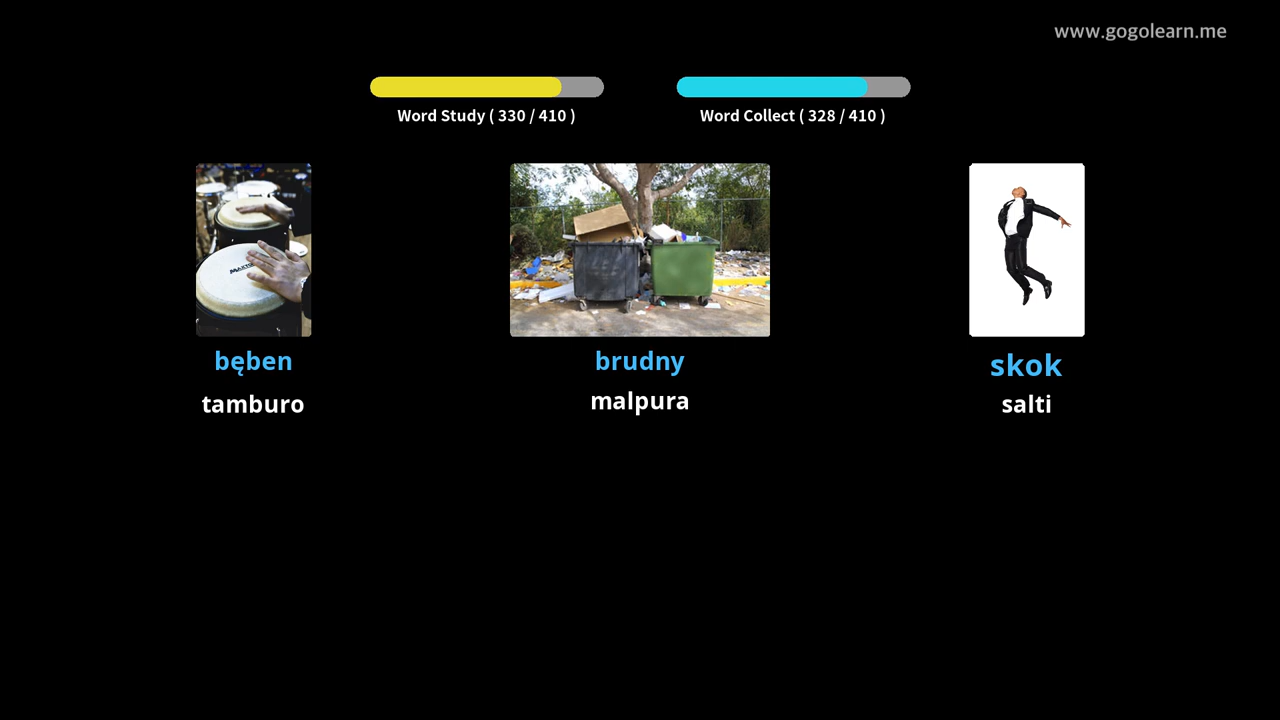 www.gogolearn.me
Word Study ( 330 / 410 )
Word Collect ( 328 / 410 )
bęben
brudny
skok
tamburo
malpura
salti